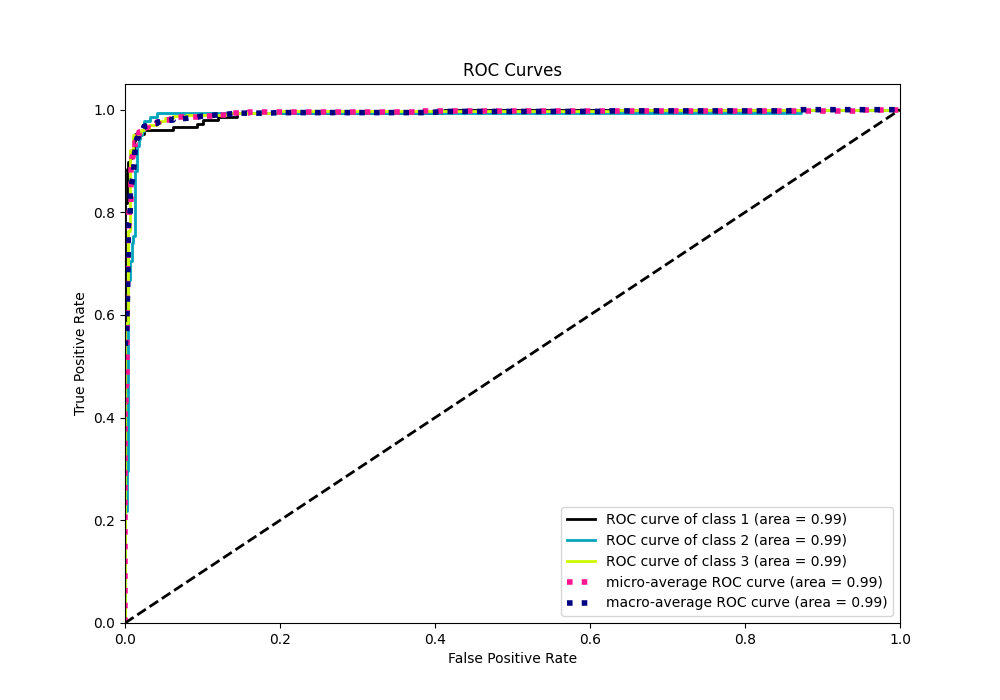 ROC Curves
1.0
0.8
0.6
0.4
0.2
0.0
True Positive Rate
ROC curve of class 1 (area = 0.99)
ROC curve of class 2 (area = 0.99)
ROC curve of class 3 (area = 0.99)
micro-average ROC curve (area = 0.99)
macro-average ROC curve (area = 0.99)
0.0 0.2 0.4 0.6 0.8 1.0
False Positive Rate